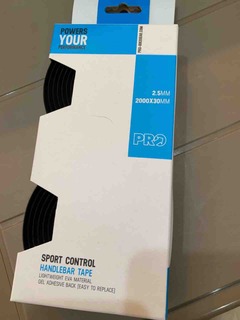 POWERS
YOUR
PERFORMANCE
2.5MM
2000X30MM
PRO
SPORT CONTROL
HANDLEBAR TAPE
LIGHTWEIGHT EVA MATERIAL
GEL ADHESIVE BACK [EASY TO REPLACE]